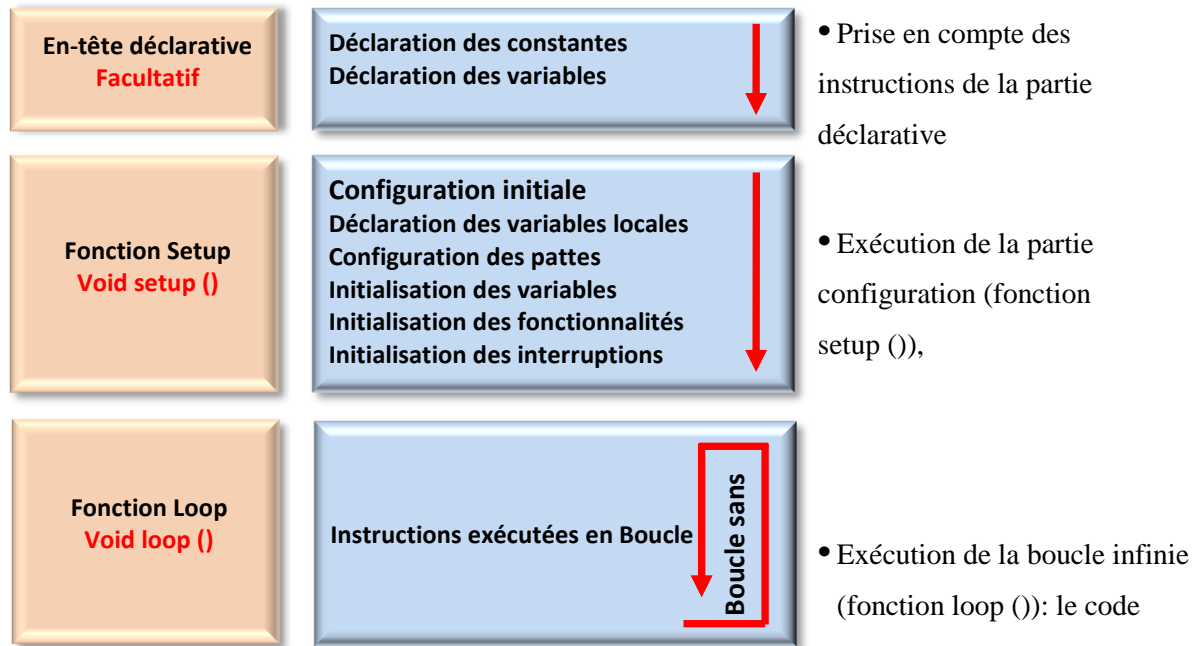 En-tête déclarative
Facultatif
Déclaration des constantes
Déclaration des variables
• Prise en compte des
instructions de la partie
déclarative
Fonction Setup
Void setup ()
Configuration initiale
Déclaration des variables locales
Configuration des pattes
Initialisation des variables
Initialisation des fonctionnalités
Initialisation des interruptions
• Exécution de la partie
configuration (fonction
setup ()),
Fonction Loop
Void loop ()
Instructions exécutées en Boucle
Boucle sans
• Exécution de la boucle infinie
(fonction loop ()): le code